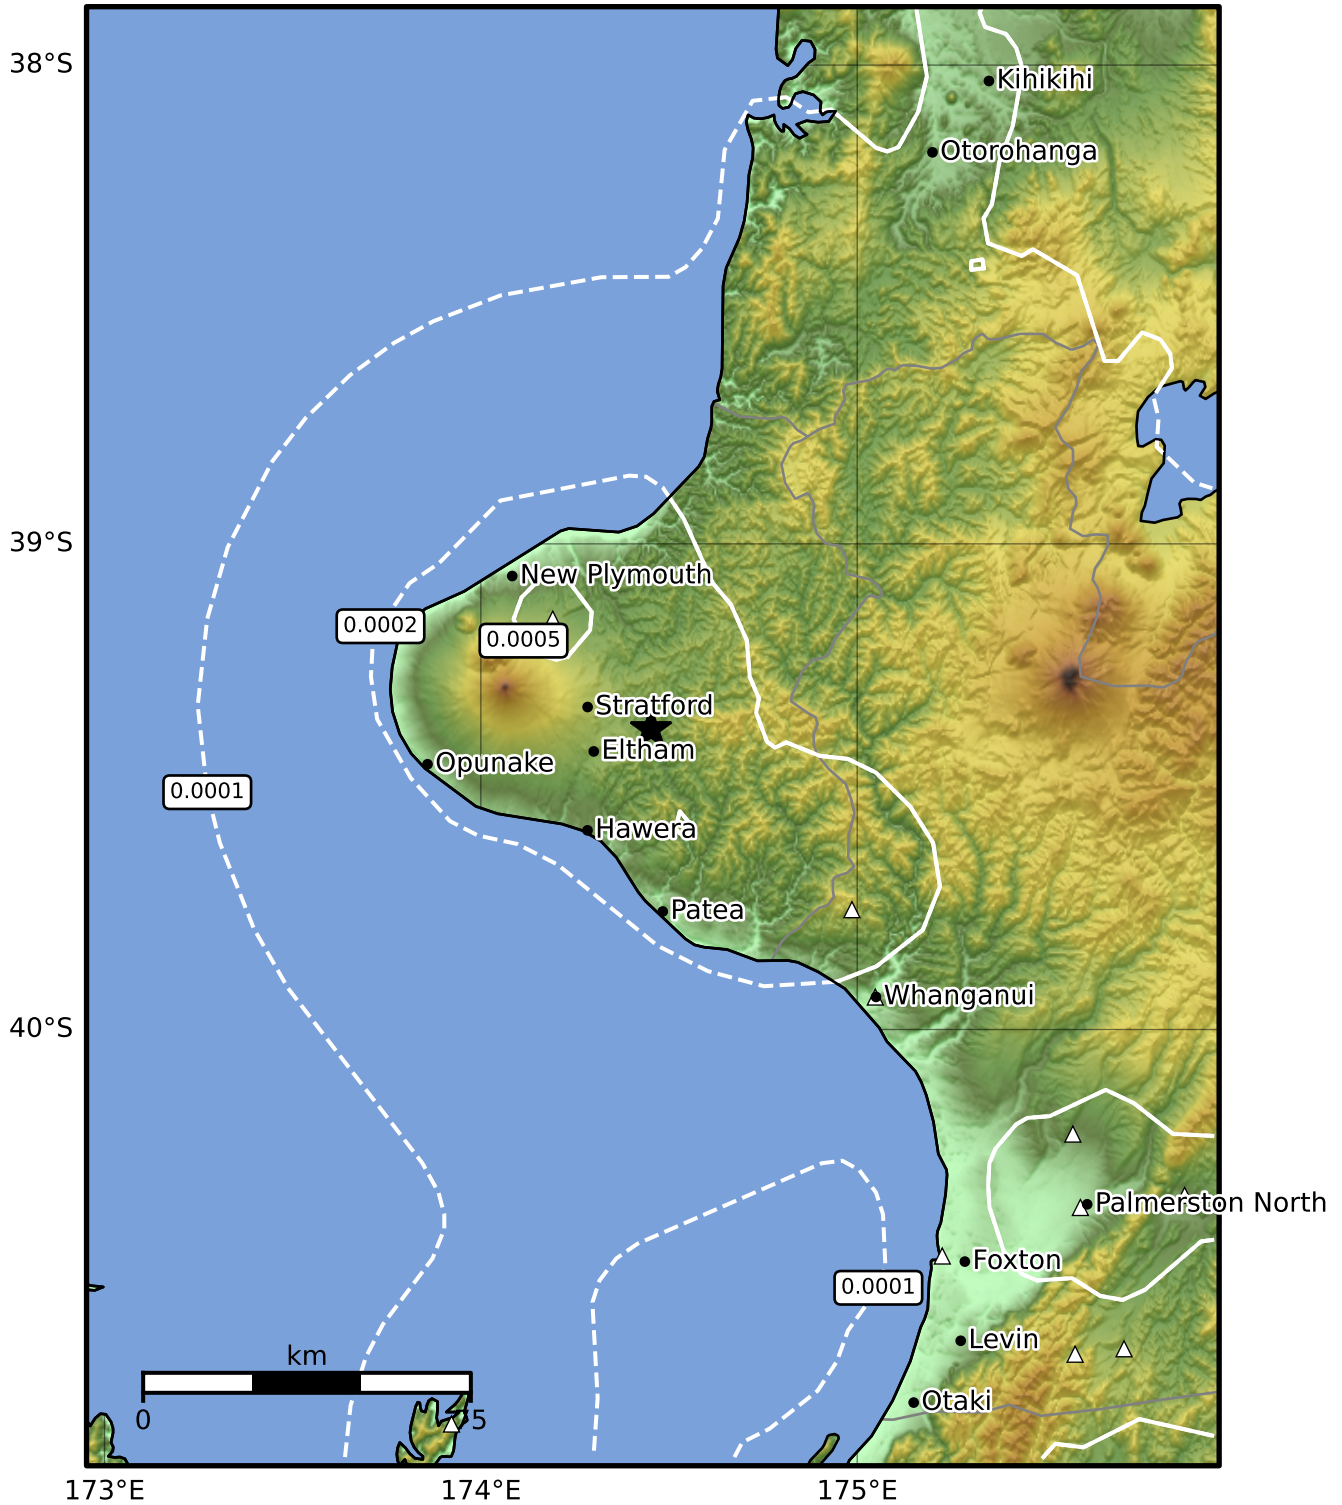 38°S
Kihikihi
Otorohanga
39°S
New Plymouth
0.0002
0.0005
Stratford
Eltham
Opunake
0.0001
Hawera
Patea
Whanganui
40°S
Palmerston North
Foxton
0.0001
Levin
km
Otaki
0
5
173°E
174°E
175°E